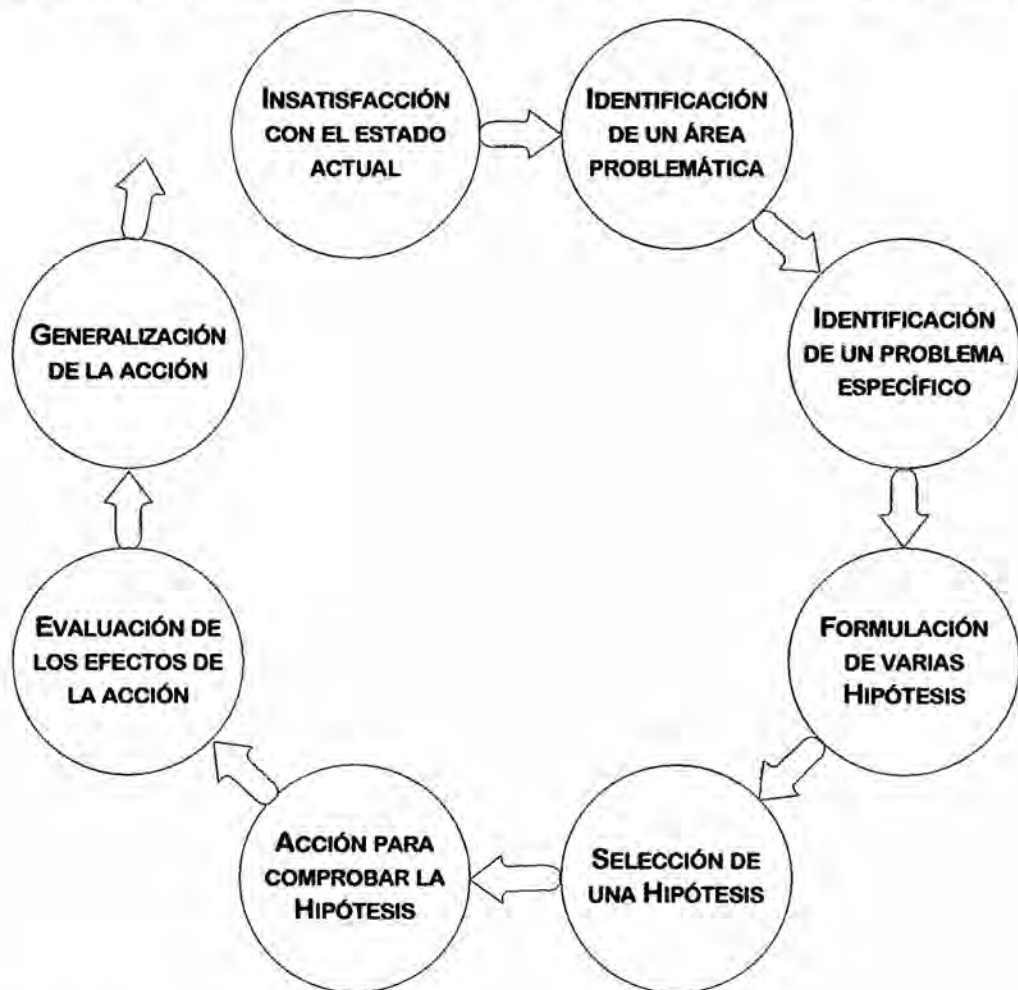 INSATISFACCIÓN
CON EL ESTADO
ACTUAL
IDENTIFICACIÓN
DE UN ÁREA
PROBLEMÁTICA
IDENTIFICACIÓN
DE UN PROBLEMA
ESPECÍFICO
FORMULACIÓN
DE VARIAS
HIPÓTESIS
SELECCIÓN DE
UNA HIPÓTESIS
ACCIÓN PARA
COMPROBAR LA
HIPÓTESIS
EVALUACIÓN DE
LOS EFECTOS DE
LA ACCIÓN
GENERALIZACIÓN
DE LA ACCIÓN